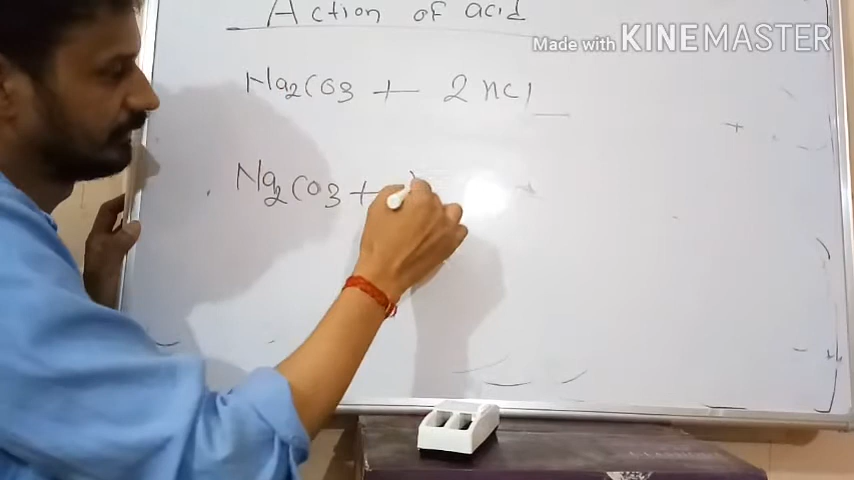 Action of acid
Made with KINEMASTER
Na2CO3 + 2HCl
Na2CO3 +